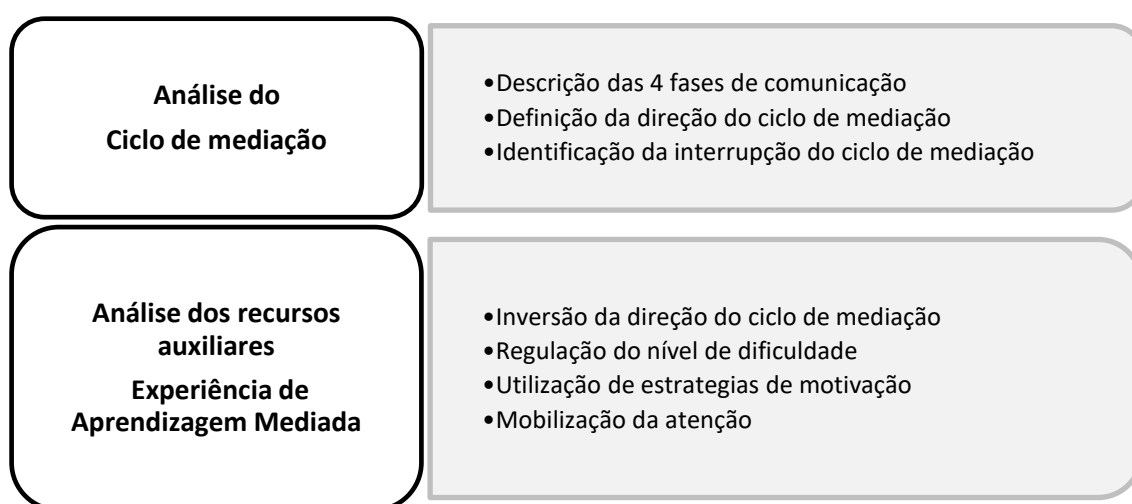 Análise do
Ciclo de mediação
•Descrição das 4 fases de comunicação
•Definição da direção do ciclo de mediação
•Identificação da interrupção do ciclo de mediação
Análise dos recursos
auxiliares
Experiência de
Aprendizagem Mediada
•Inversão da direção do ciclo de mediação
•Regulação do nível de dificuldade
•Utilização de estrategias de motivação
•Mobilização da atenção